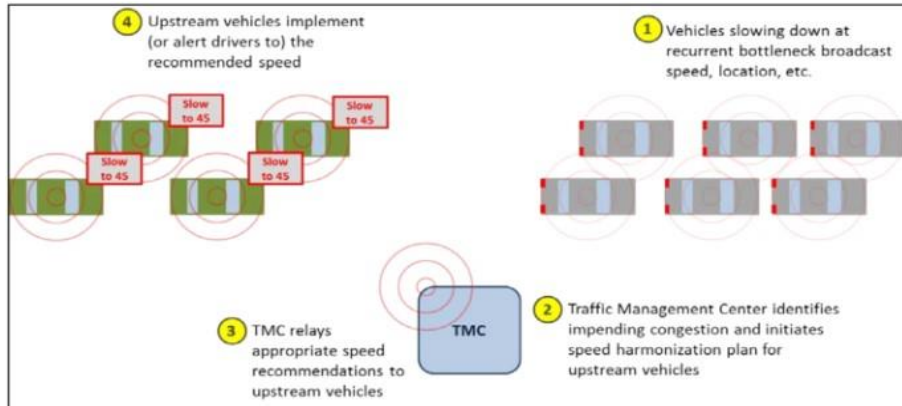 4
Upstream vehicles implement
(or alert drivers to) the
recommended speed
1
Vehicles slowing down at
recurrent bottleneck broadcast
speed, location, etc.
Slow
to 45
Slow
to 45
Slow
to 45
Slow
to 45
TMC
2
Traffic Management Center identifies
impending congestion and initiates
speed harmonization plan for
upstream vehicles
3
TMC relays
appropriate speed
recommendations to
upstream vehicles